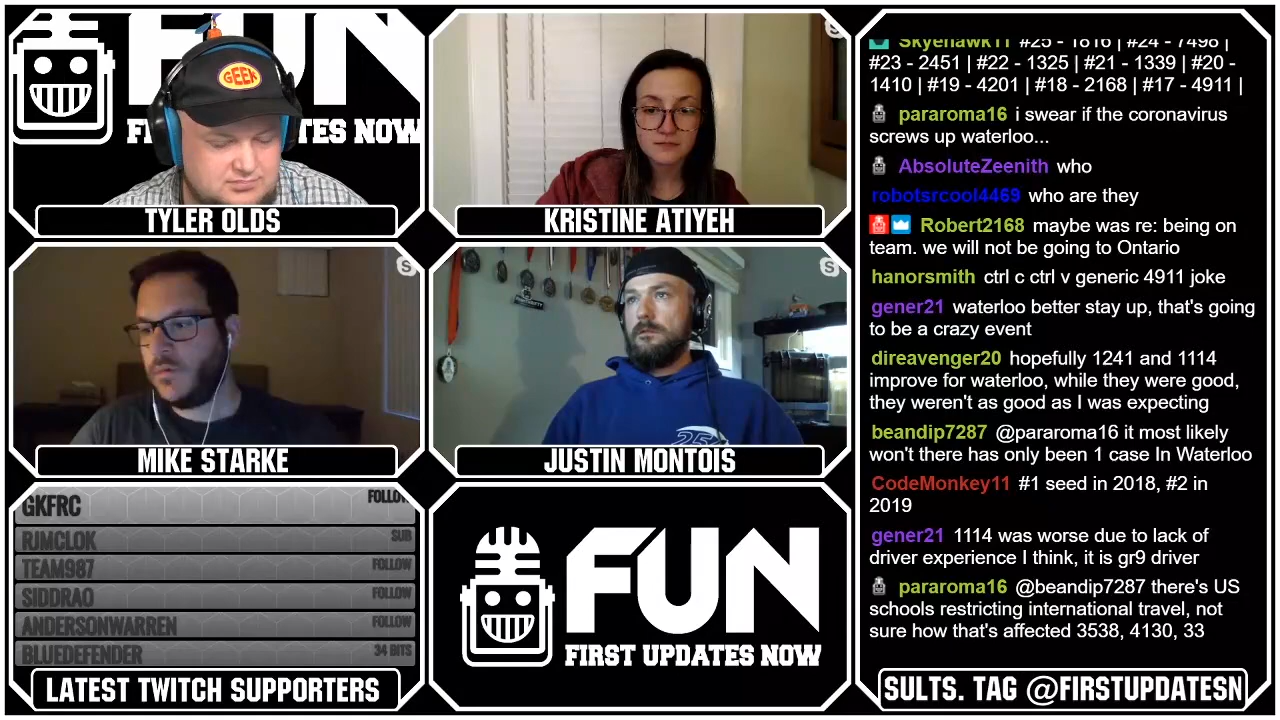 FUN
FI
TES NOW
GEEK
TYLER OLDS
KRISTINE ATIYEH
MIKE STARKE
JUSTIN MONTOIS
GKFRC FOLLOW
RJMCLOK SUB
TEAM987 FOLLOW
SIDDRAO FOLLOW
ANDERSONWARREN FOLLOW
BLUEDEFENDER 34 BITS
LATEST TWITCH SUPPORTERS
FUN
FIRST UPDATES NOW
Skyehawk11 #25 - 1816 | #24 - 7498 |
#23 - 2451 | #22 - 1325 | #21 - 1339 | #20 -
1410 | #19 - 4201 | #18 - 2168 | #17 - 4911 |
pararoma16 i swear if the coronavirus
screws up waterloo...
AbsoluteZeenith who
robotsrcool4469 who are they
Robert2168 maybe was re: being on
team. we will not be going to Ontario
hanorsmith ctrl c ctrl v generic 4911 joke
gener21 waterloo better stay up, that's going
to be a crazy event
direavenger20 hopefully 1241 and 1114
improve for waterloo, while they were good,
they weren't as good as I was expecting
beandip7287 @pararoma16 it most likely
won't there has only been 1 case In Waterloo
CodeMonkey11 #1 seed in 2018, #2 in
2019
gener21 1114 was worse due to lack of
driver experience I think, it is gr9 driver
pararoma16 @beandip7287 there's US
schools restricting international travel, not
sure how that's affected 3538, 4130, 33
SULTS. TAG @FIRSTUPDATESN